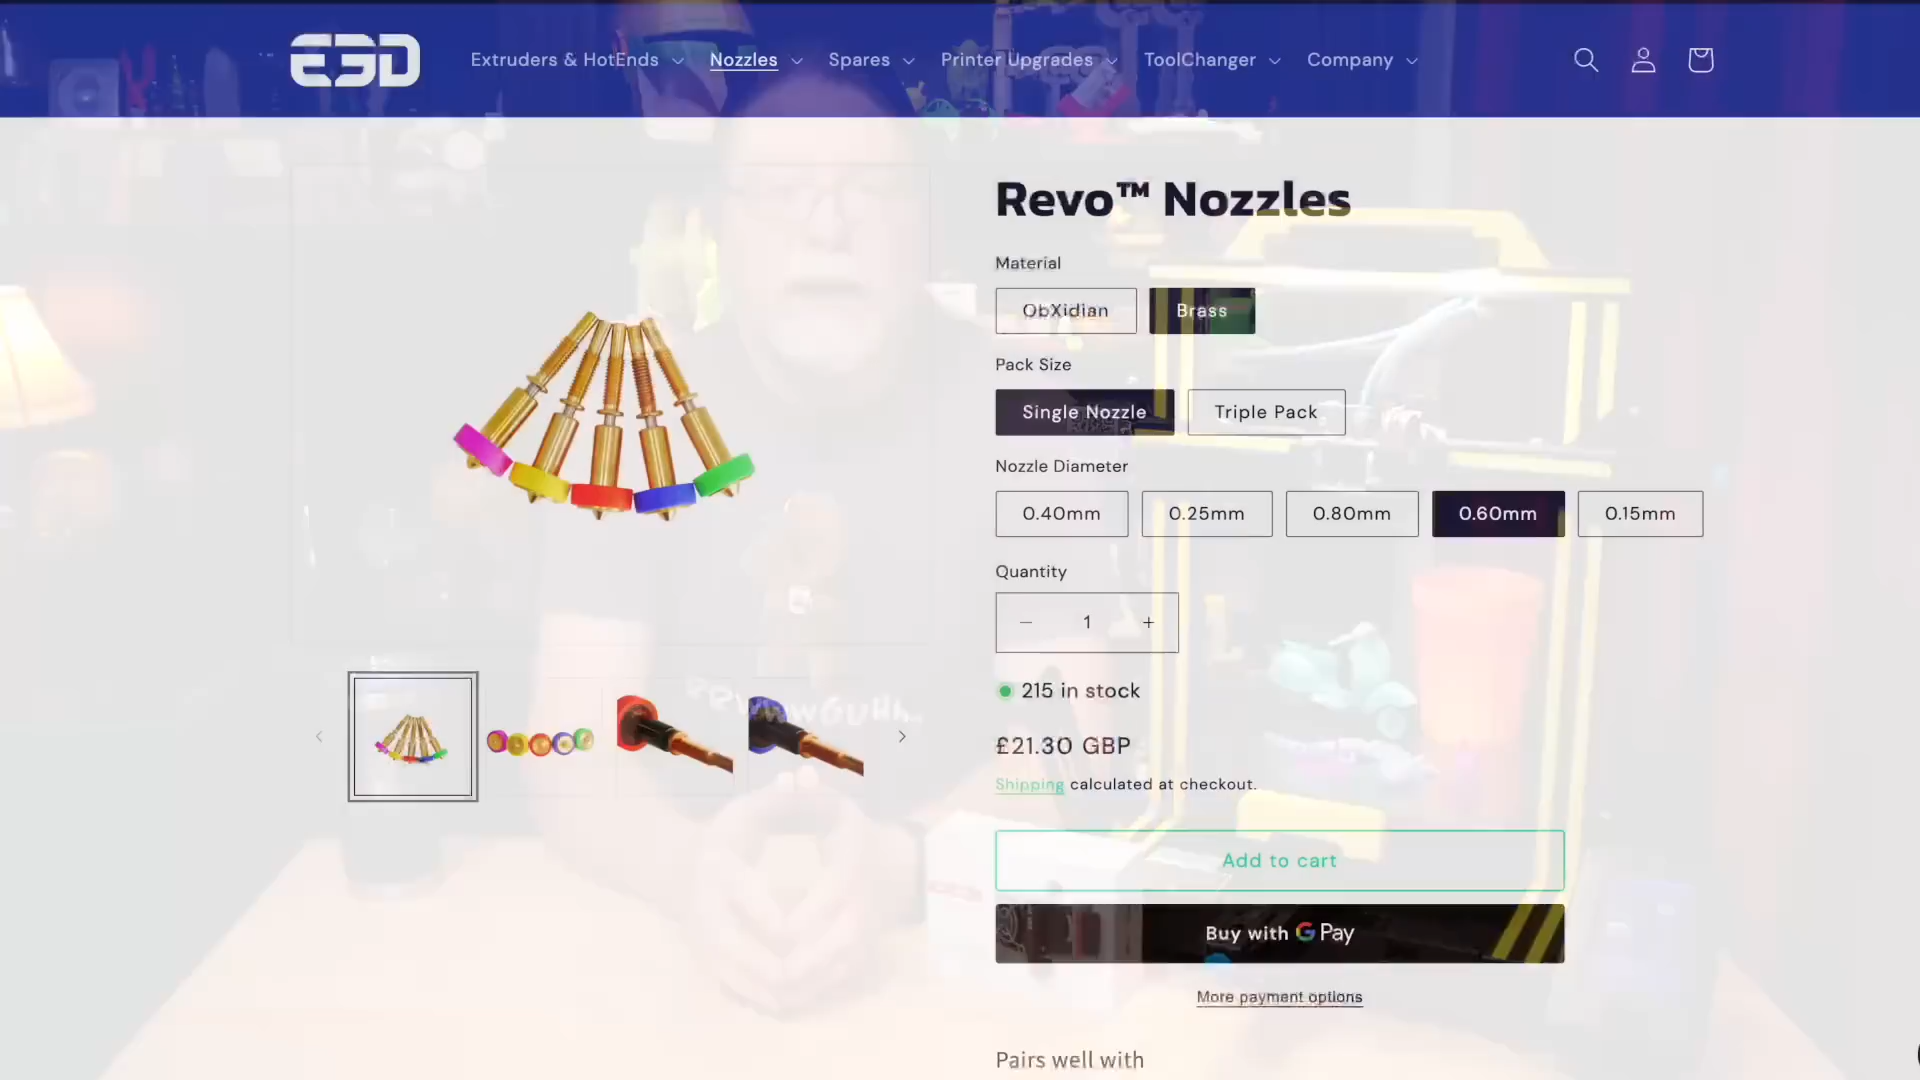 E3D
Extruders & HotEnds
Nozzles
Spares
Printer Upgrades
ToolChanger
Company
Revo™ Nozzles
Material
ObXidian
Brass
Pack Size
Single Nozzle
Triple Pack
Nozzle Diameter
0.40mm
0.25mm
0.80mm
0.60mm
0.15mm
Quantity
− 1 +
215 in stock
£21.30 GBP
Shipping calculated at checkout.
Add to cart
Buy with G Pay
More payment options
Pairs well with